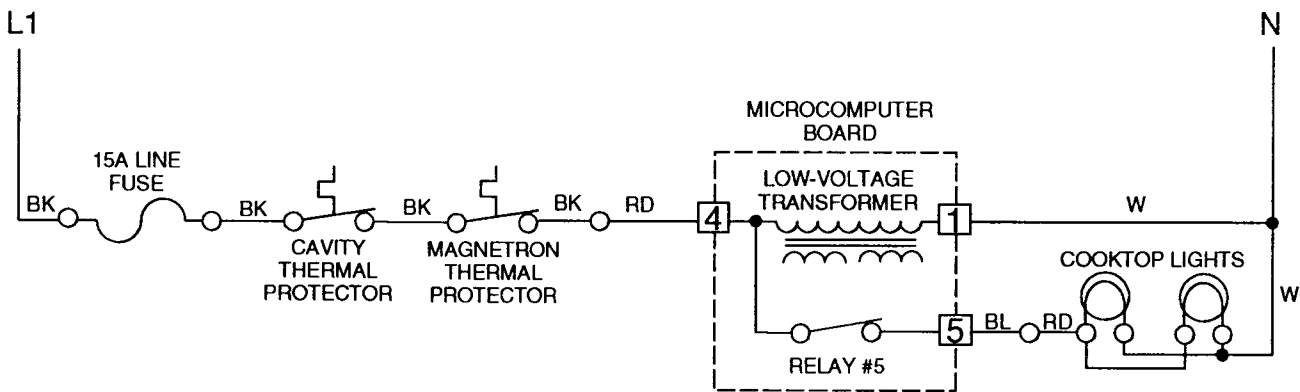 L1
N
MICROCOMPUTER
BOARD
15A LINE
FUSE
LOW-VOLTAGE
TRANSFORMER
BK
BK
BK
BK
RD
4
1
W
CAVITY
THERMAL
PROTECTOR
MAGNETRON
THERMAL
PROTECTOR
COOKTOP LIGHTS
W
5
BL
RD
RELAY #5